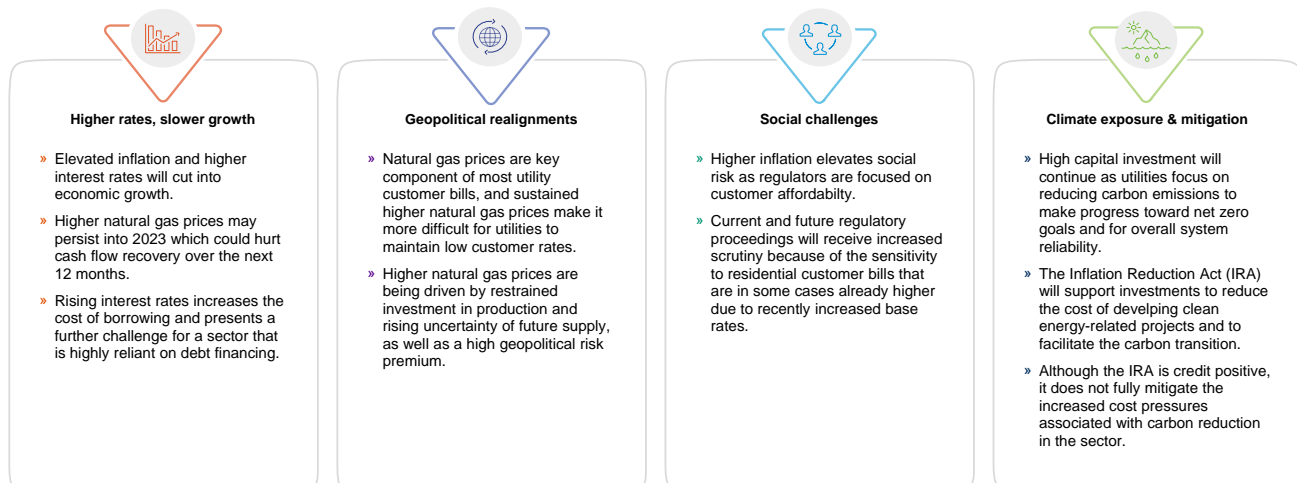 Higher rates, slower growth
» Elevated inflation and higher
interest rates will cut into
economic growth.
» Higher natural gas prices may
persist into 2023 which could hurt
cash flow recovery over the next
12 months.
» Rising interest rates increases the
cost of borrowing and presents a
further challenge for a sector that
is highly reliant on debt financing.
Geopolitical realignments
» Natural gas prices are key
component of most utility
customer bills, and sustained
higher natural gas prices make it
more difficult for utilities to
maintain low customer rates.
» Higher natural gas prices are
being driven by restrained
investment in production and
rising uncertainty of future supply,
as well as a high geopolitical risk
premium.
Social challenges
» Higher inflation elevates social
risk as regulators are focused on
customer affordabilty.
» Current and future regulatory
proceedings will receive increased
scrutiny because of the sensitivity
to residential customer bills that
are in some cases already higher
due to recently increased base
rates.
Climate exposure & mitigation
» High capital investment will
continue as utilities focus on
reducing carbon emissions to
make progress toward net zero
goals and for overall system
reliability.
» The Inflation Reduction Act (IRA)
will support investments to reduce
the cost of develping clean
energy-related projects and to
facilitate the carbon transition.
» Although the IRA is credit positive,
it does not fully mitigate the
increased cost pressures
associated with carbon reduction
in the sector.